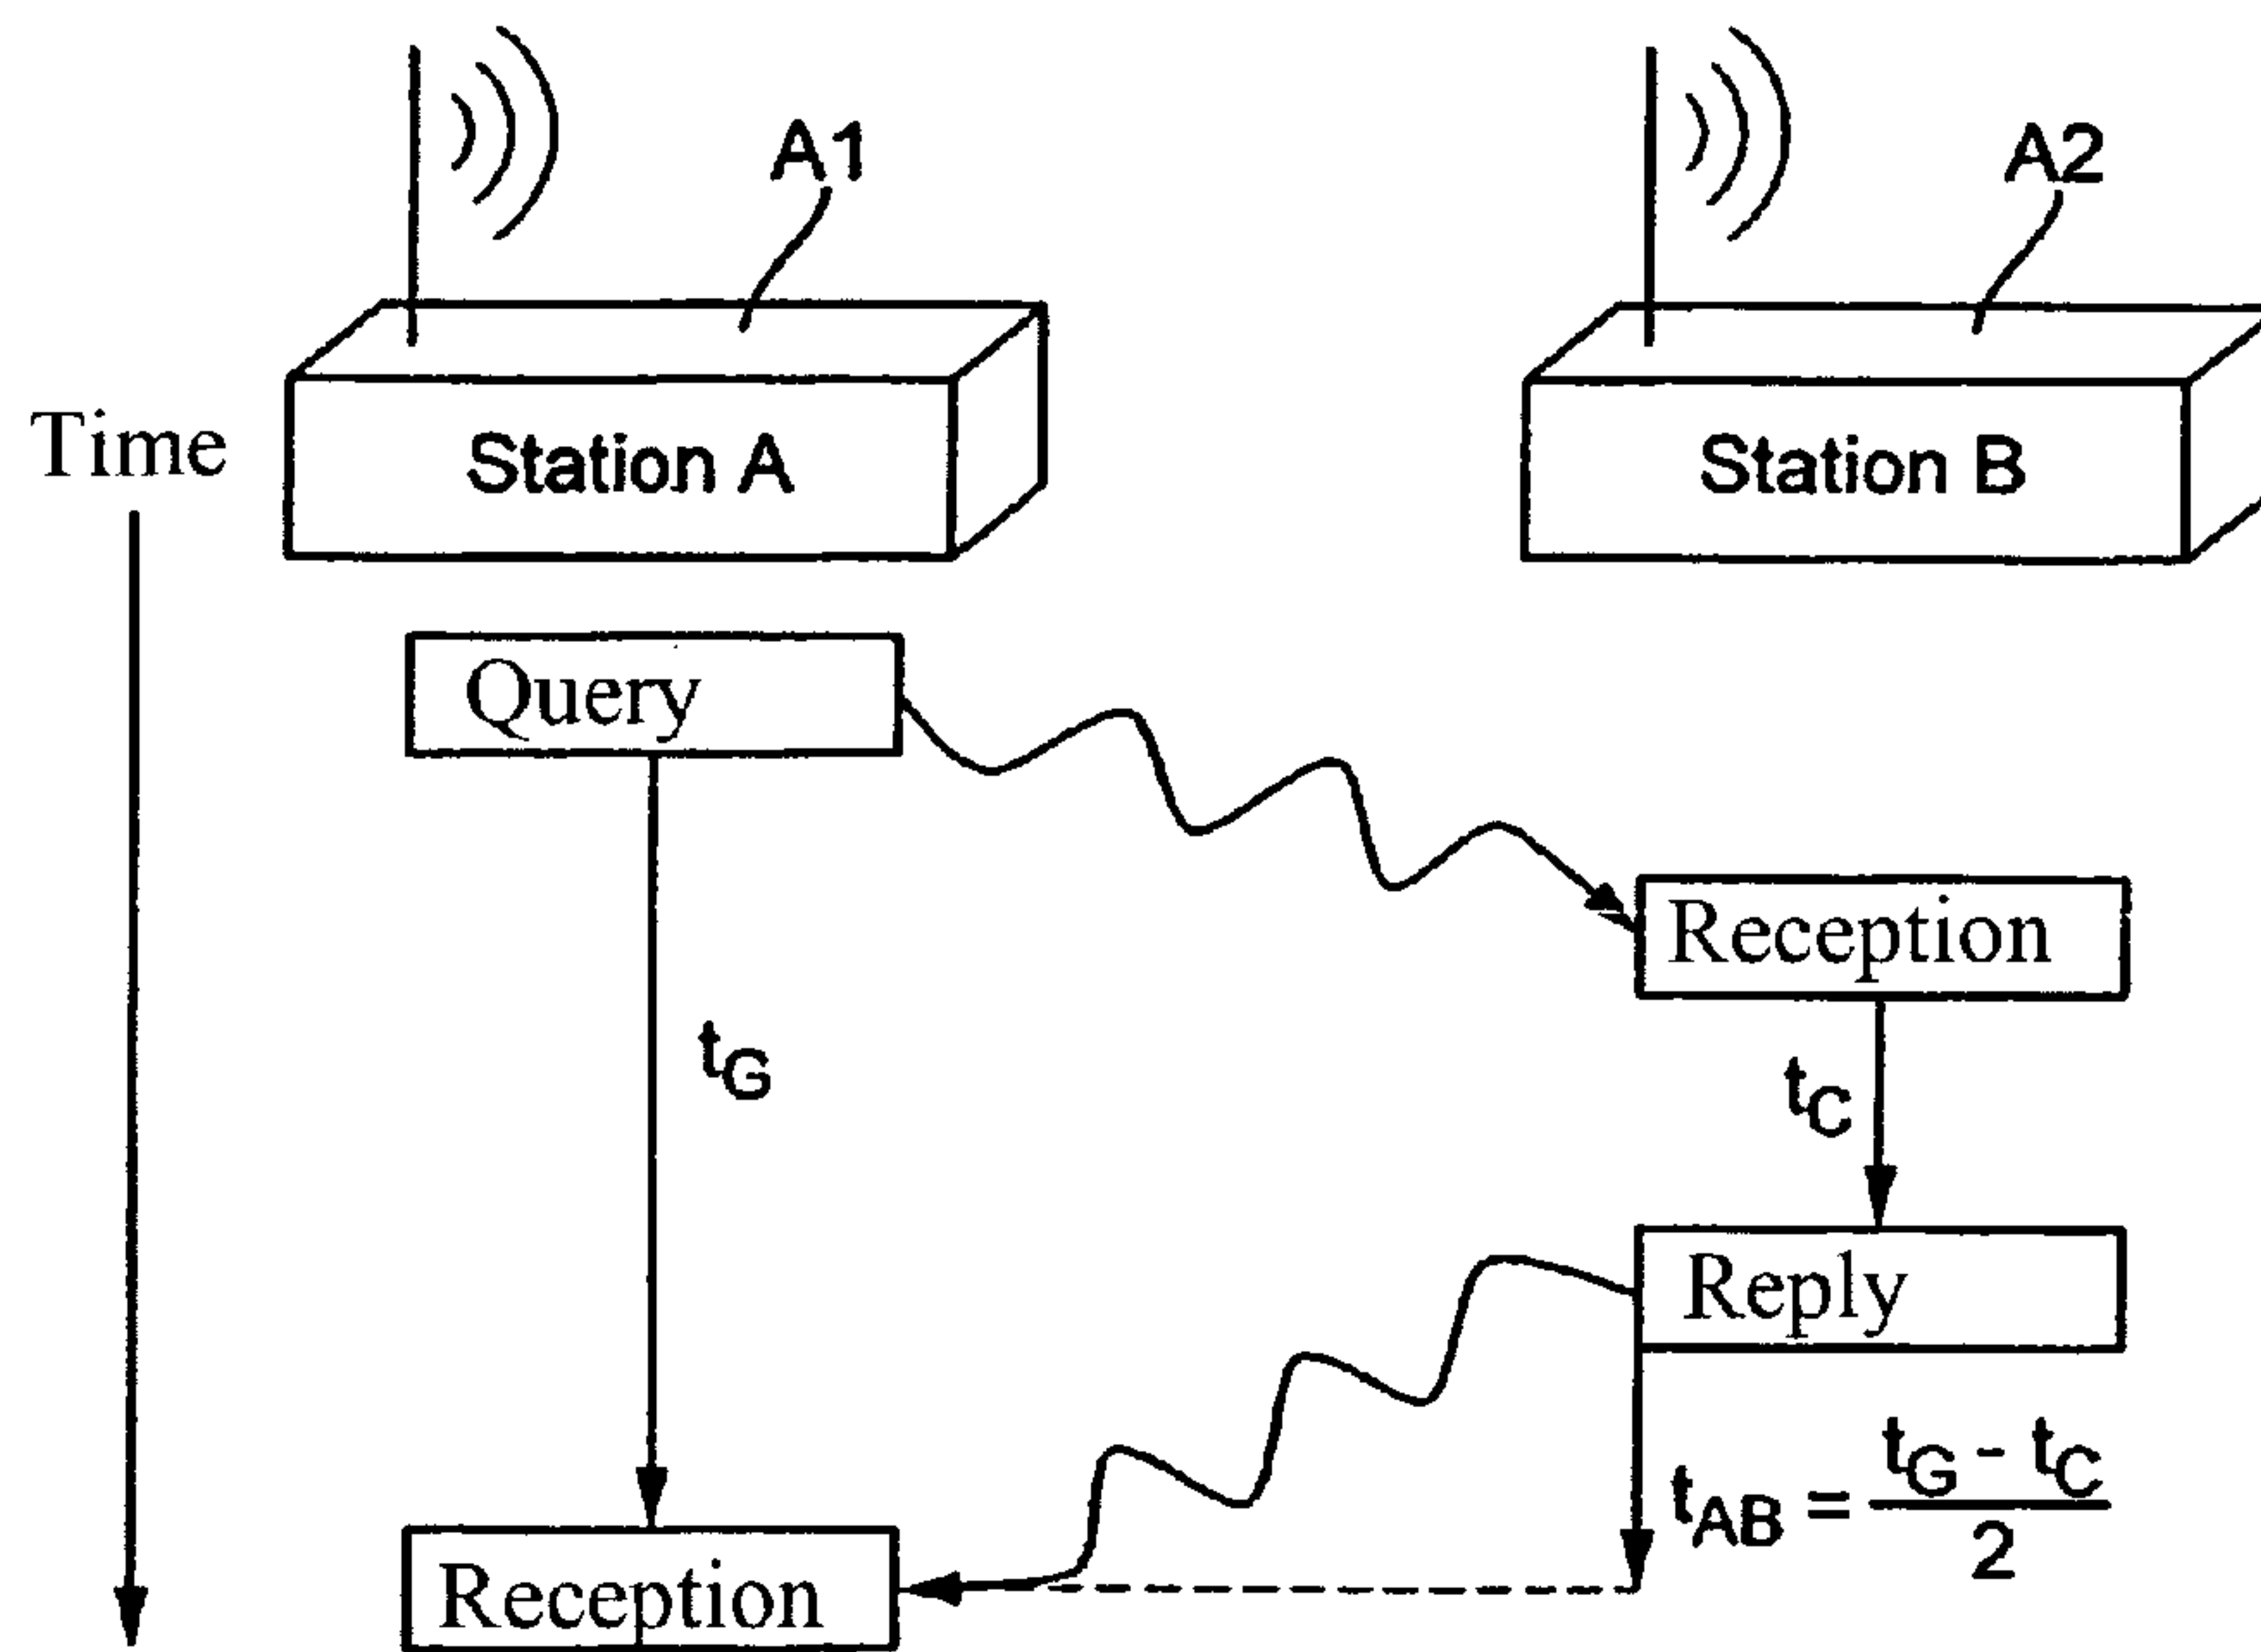 A1
A2
Time
Station A
Station B
Query
Reception
tG
tC
Reply
tAB = tG - tC / 2
Reception